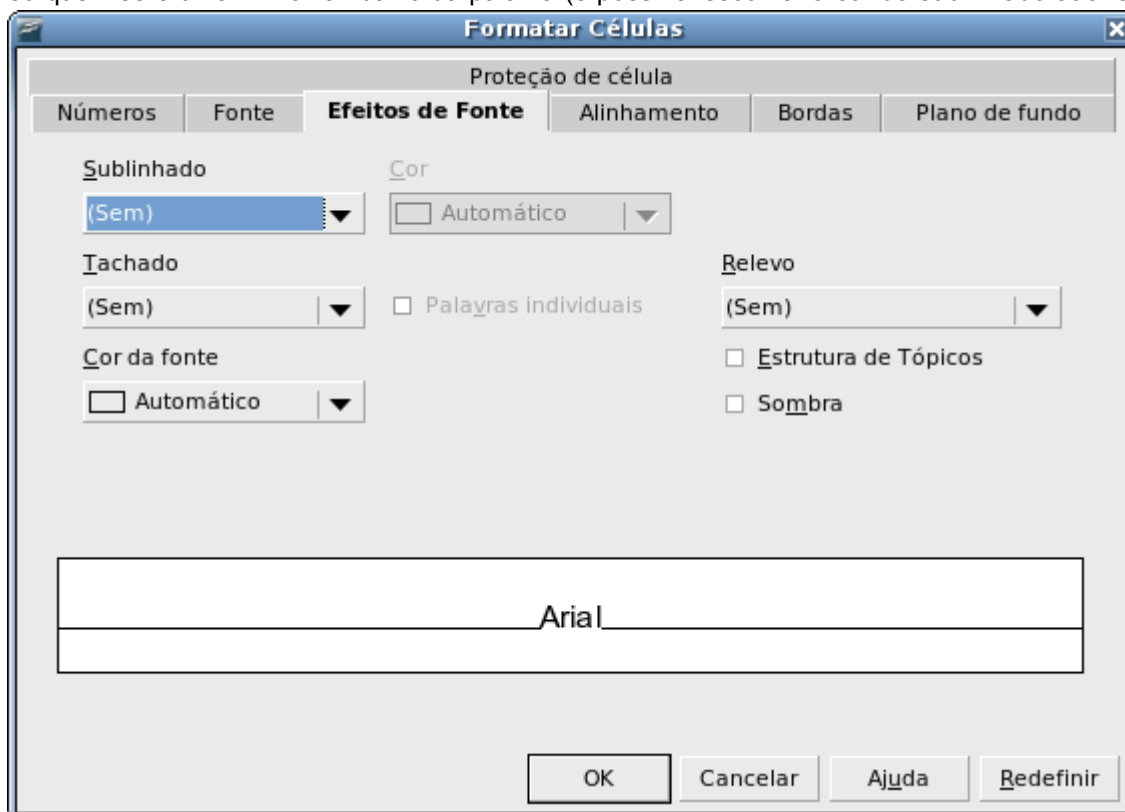 Formatar Células
Proteção de célula
Números Fonte Efeitos de Fonte Alinhamento Bordas Plano de fundo
Sublinhado Cor
(Sem) Automático
Tachado Relevo
(Sem) Palavras individuais (Sem)
Cor da fonte Estrutura de Tópicos
Automático Sombra
Arial
OK Cancelar Ajuda Redefinir